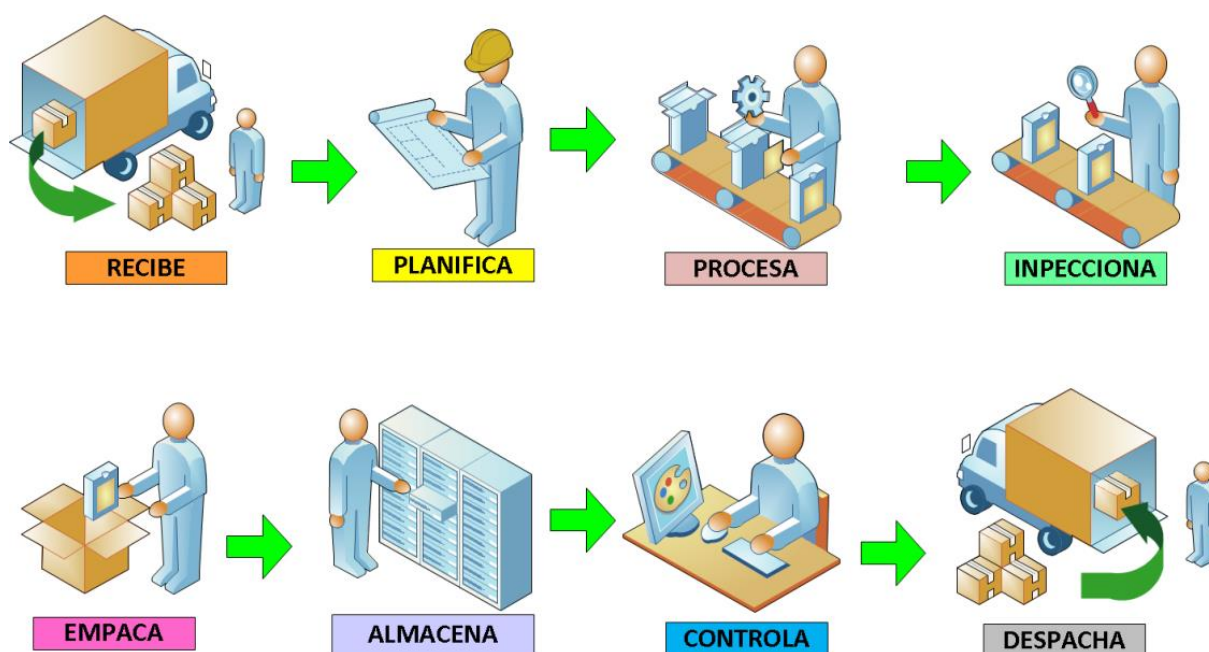 RECIBE
PLANIFICA
PROCESA
INPECCIONA
EMPACA
ALMACENA
CONTROLA
DESPACHA